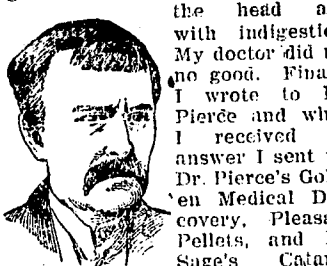 the head a
with indigestio
My doctor did n
no good. Fina
I wrote to
Pierce and wh
I received
answer I sent
Dr. Pierce's Gol
en Medical D
covery, Pleas
Pellets, and
Sage's Catar